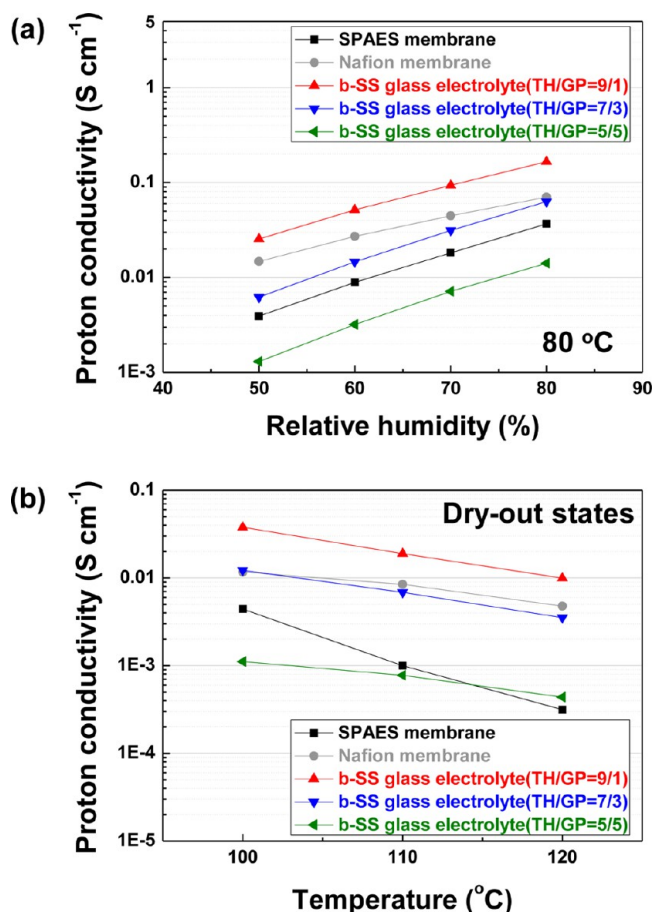 (a)
Proton conductivity (S cm⁻¹)
5
1
0.1
0.01
1E-3
SPAES membrane
Nafion membrane
b-SS glass electrolyte(TH/GP=9/1)
b-SS glass electrolyte(TH/GP=7/3)
b-SS glass electrolyte(TH/GP=5/5)
80 °C
40 50 60 70 80 90
Relative humidity (%)
(b)
Proton conductivity (S cm⁻¹)
0.1
0.01
1E-3
1E-4
1E-5
Dry-out states
SPAES membrane
Nafion membrane
b-SS glass electrolyte(TH/GP=9/1)
b-SS glass electrolyte(TH/GP=7/3)
b-SS glass electrolyte(TH/GP=5/5)
100 110 120
Temperature (°C)